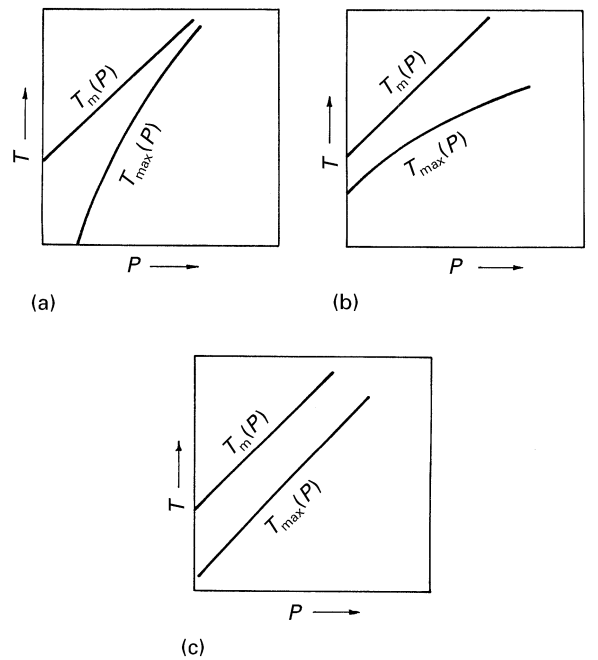 T_m(P)
T_max(P)
T
P
(a)
T_m(P)
T_max(P)
T
P
(b)
T_m(P)
T_max(P)
T
P
(c)